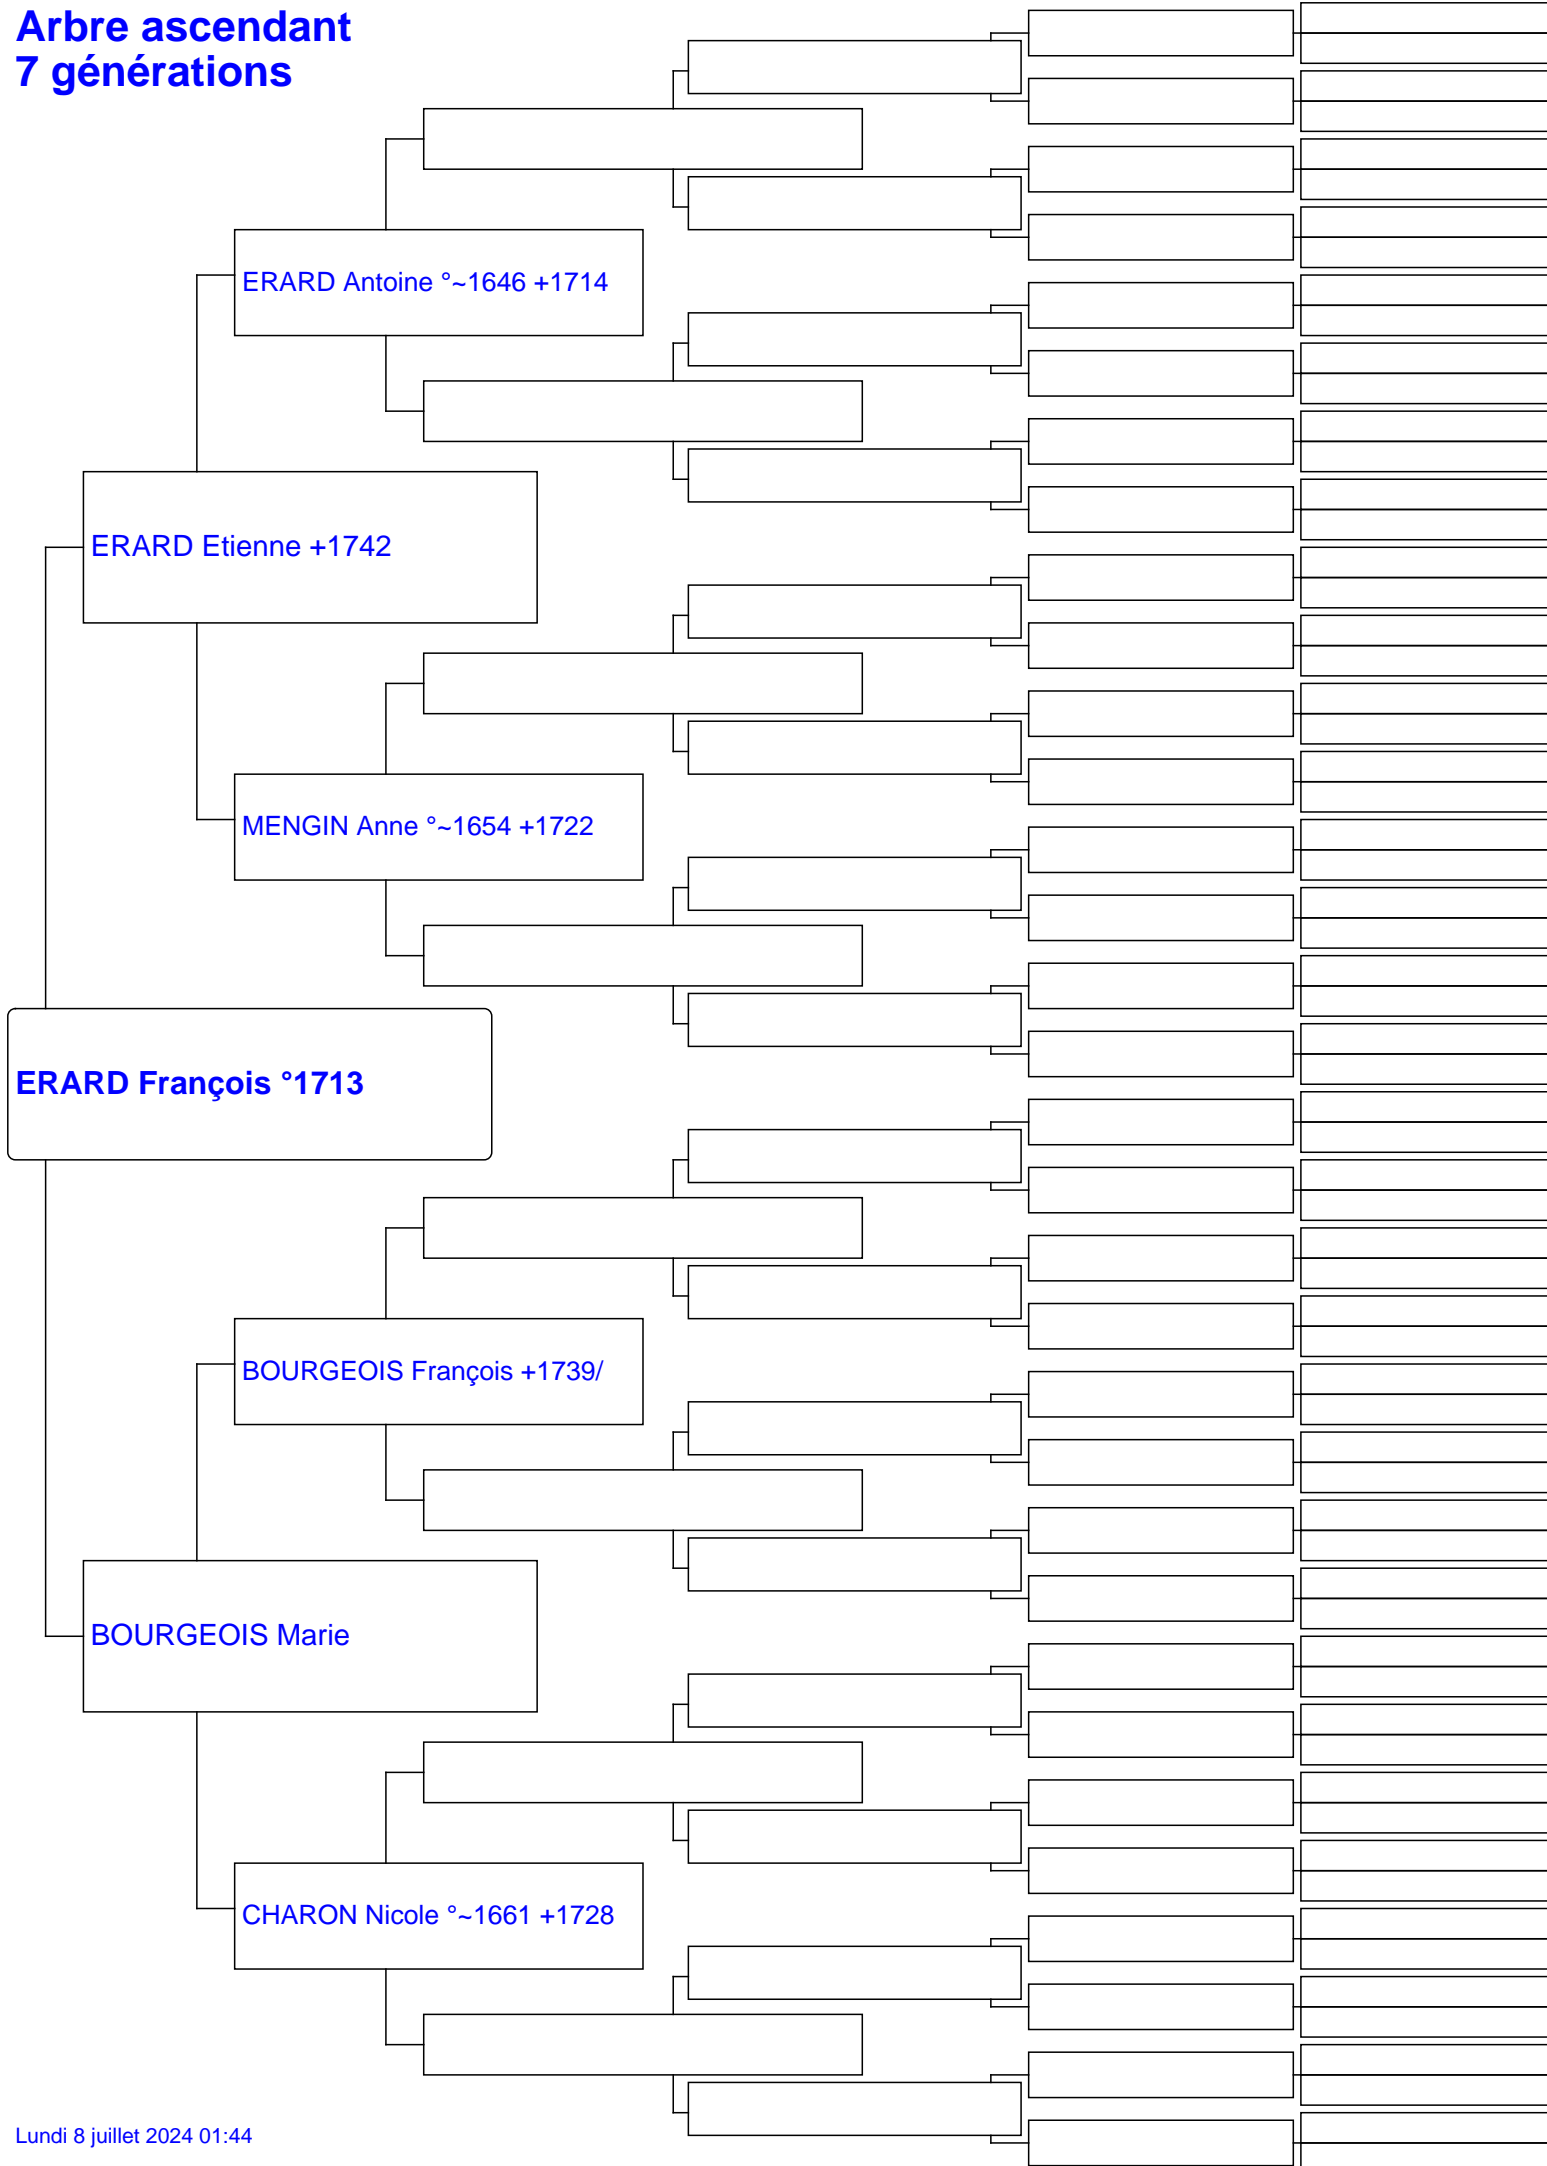 Arbre ascendant
7 générations
ERARD Antoine °~1646 +1714
ERARD Etienne +1742
MENGIN Anne °~1654 +1722
ERARD François °1713
BOURGEOIS François +1739/
BOURGEOIS Marie
CHARON Nicole °~1661 +1728
Lundi 8 juillet 2024 01:44